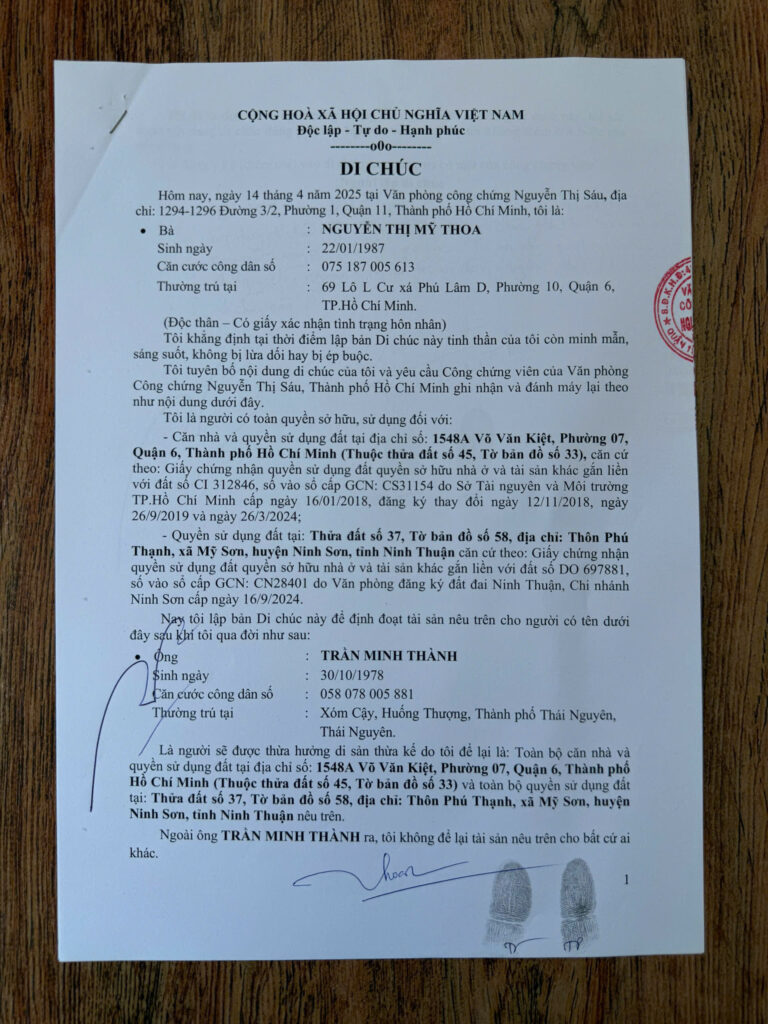 CỘNG HOÀ XÃ HỘI CHỦ NGHĨA VIỆT NAM
Độc lập - Tự do - Hạnh phúc
--------o0o--------
DI CHÚC
Hôm nay, ngày 14 tháng 4 năm 2025 tại Văn phòng công chứng Nguyễn Thị Sáu, địa
chỉ: 1294-1296 Đường 3/2, Phường 1, Quận 11, Thành phố Hồ Chí Minh, tôi là:
• Bà : NGUYỄN THỊ MỸ THOA
Sinh ngày : 22/01/1987
Căn cước công dân số : 075 187 005 613
Thường trú tại : 69 Lô L Cư xá Phú Lâm D, Phường 10, Quận 6,
TP.Hồ Chí Minh.
(Độc thân – Có giấy xác nhận tình trạng hôn nhân)
Tôi khẳng định tại thời điểm lập bản Di chúc này tinh thần của tôi còn minh mẫn,
sáng suốt, không bị lừa dối hay bị ép buộc.
Tôi tuyên bố nội dung di chúc của tôi và yêu cầu Công chứng viên của Văn phòng
Công chứng Nguyễn Thị Sáu, Thành phố Hồ Chí Minh ghi nhận và đánh máy lại theo
như nội dung dưới đây.
Tôi là người có toàn quyền sở hữu, sử dụng đối với:
- Căn nhà và quyền sử dụng đất tại địa chỉ số: 1548A Võ Văn Kiệt, Phường 07,
Quận 6, Thành phố Hồ Chí Minh (Thuộc thửa đất số 45, Tờ bản đồ số 33), căn cứ
theo: Giấy chứng nhận quyền sử dụng đất quyền sở hữu nhà ở và tài sản khác gắn liền
với đất số CI 312846, số vào sổ cấp GCN: CS31154 do Sở Tài nguyên và Môi trường
TP.Hồ Chí Minh cấp ngày 16/01/2018, đăng ký thay đổi ngày 12/11/2018, ngày
26/9/2019 và ngày 26/3/2024;
- Quyền sử dụng đất tại: Thửa đất số 37, Tờ bản đồ số 58, địa chỉ: Thôn Phú
Thạnh, xã Mỹ Sơn, huyện Ninh Sơn, tỉnh Ninh Thuận căn cứ theo: Giấy chứng nhận
quyền sử dụng đất quyền sở hữu nhà ở và tài sản khác gắn liền với đất số DO 697881,
số vào sổ cấp GCN: CN28401 do Văn phòng đăng ký đất đai Ninh Thuận, Chi nhánh
Ninh Sơn cấp ngày 16/9/2024.
Nay tôi lập bản Di chúc này để định đoạt tài sản nêu trên cho người có tên dưới
đây sau khi tôi qua đời như sau:
• Ông : TRẦN MINH THÀNH
Sinh ngày : 30/10/1978
Căn cước công dân số : 058 078 005 881
Thường trú tại : Xóm Cậy, Huống Thượng, Thành phố Thái Nguyên,
Thái Nguyên.
Là người sẽ được thừa hưởng di sản thừa kế do tôi để lại là: Toàn bộ căn nhà và
quyền sử dụng đất tại địa chỉ số: 1548A Võ Văn Kiệt, Phường 07, Quận 6, Thành phố
Hồ Chí Minh (Thuộc thửa đất số 45, Tờ bản đồ số 33) và toàn bộ quyền sử dụng đất
tại: Thửa đất số 37, Tờ bản đồ số 58, địa chỉ: Thôn Phú Thạnh, xã Mỹ Sơn, huyện
Ninh Sơn, tỉnh Ninh Thuận nêu trên.
Ngoài ông TRẦN MINH THÀNH ra, tôi không để lại tài sản nêu trên cho bất cứ ai
khác.
Thoa
1